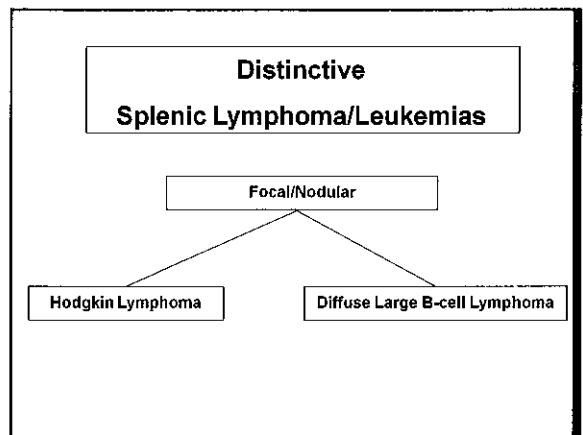 Distinctive
Splenic Lymphoma/Leukemias
Focal/Nodular
Hodgkin Lymphoma
Diffuse Large B-cell Lymphoma